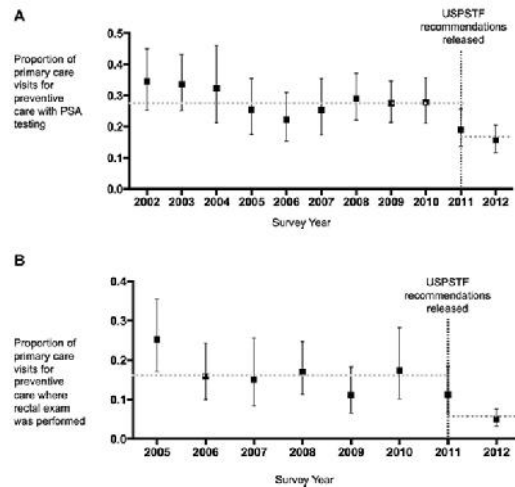 A
USPSTF
recommendations
released
Proportion of
primary care
visits for
preventive
care with PSA
testing
0.5
0.4
0.3
0.2
0.1
0.0
2002 2003 2004 2005 2006 2007 2008 2009 2010 2011 2012
Survey Year
B
USPSTF
recommendations
released
Proportion of
primary care
visits for
preventive
care where
rectal exam
was performed
0.4
0.3
0.2
0.1
0.0
2005 2006 2007 2008 2009 2010 2011 2012
Survey Year